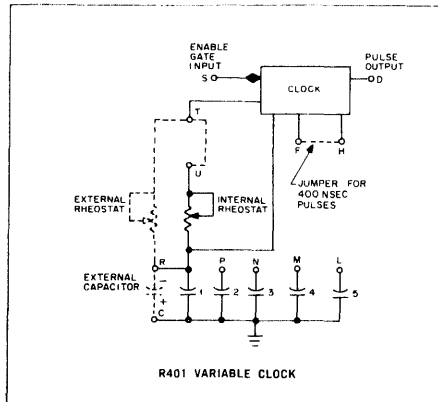 ENABLE
GATE
INPUT
PULSE
OUTPUT
S
D
CLOCK
T
F
H
U
JUMPER FOR
400 NSEC
PULSES
EXTERNAL
RHEOSTAT
INTERNAL
RHEOSTAT
R
P
N
M
L
EXTERNAL
CAPACITOR
-
+
1
2
3
4
5
C
R401 VARIABLE CLOCK